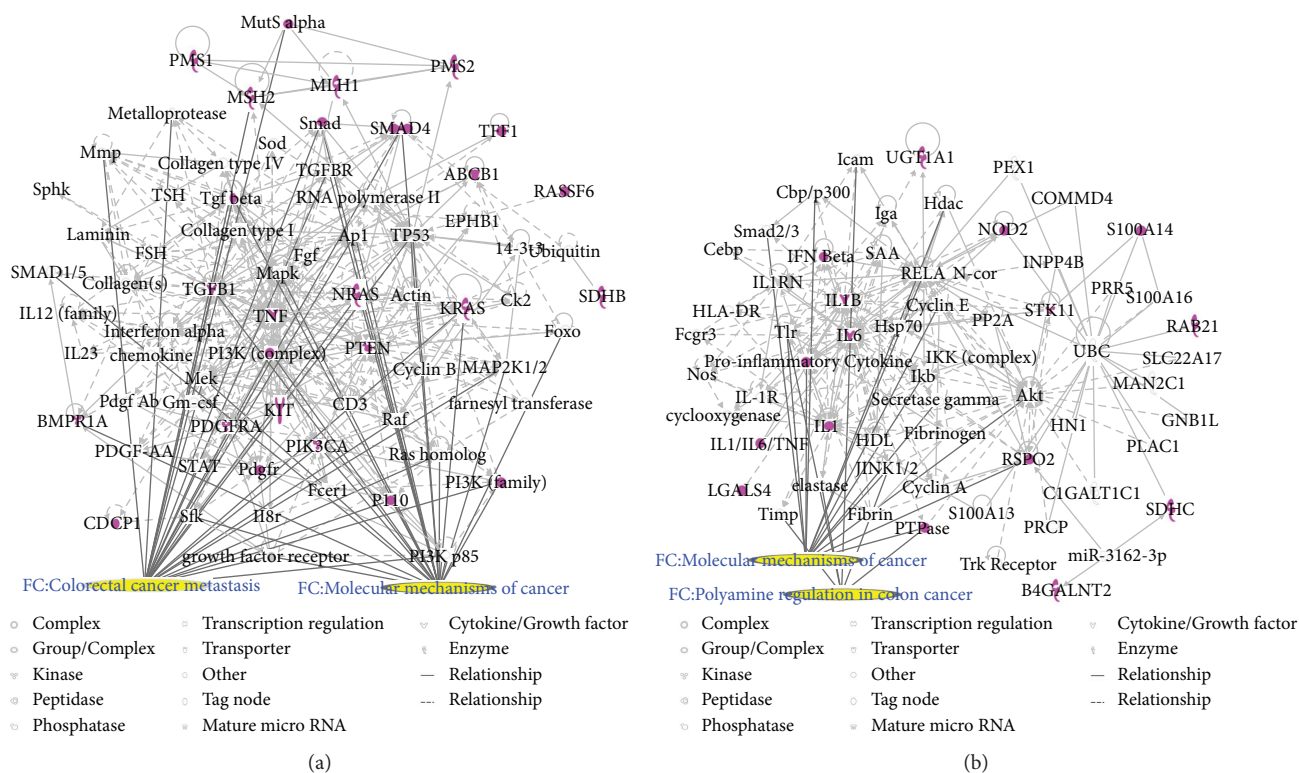 MutS alpha
PMS1
PMS2
MLH1
MSH2
Metalloprotease
Smad
SMAD4
TFF1
Sod
Mmp
Collagen type IV
TGFBR
ABCB1
Sphk
TSH
Tgf beta
RNA polymerase II
RASSF6
EPHB1
Laminin
Collagen type I
Ap1
TP53
14-3-3
Ubiquitin
FSH
Fgf
SMAD1/5
Mapk
Collagen(s)
TGFB1
NRAS
Actin
Ck2
SDHB
KRAS
IL12 (family)
TNF
Interferon alpha
Foxo
IL23
chemokine
PI3K (complex)
PTEN
Cyclin B
MAP2K1/2
Mek
Pdgf Ab
Gm-csf
KIT
CD3
farnesyl transferase
BMPR1A
PDGFRA
Raf
PDGF-AA
PIK3CA
Ras homolog
STAT
Pdgfr
PI3K (family)
Fcer1
P110
CDCP1
Sfk
Il8r
growth factor receptor
PI3K p85
FC:Colorectal cancer metastasis
FC:Molecular mechanisms of cancer
Complex
Group/Complex
Kinase
Peptidase
Phosphatase
Transcription regulation
Transporter
Other
Tag node
Mature micro RNA
Cytokine/Growth factor
Enzyme
Relationship
Relationship
(a)
Icam
UGT1A1
PEX1
Cbp/p300
COMMD4
Iga
Hdac
Smad2/3
NOD2
S100A14
Cebp
IFN Beta
SAA
INPP4B
RELA
N-cor
IL1RN
PRR5
S100A16
HLA-DR
IL1B
Cyclin E
STK11
Fcgr3
Tlr
IL6
Hsp70
PP2A
RAB21
UBC
SLC22A17
Pro-inflammatory Cytokine
IKK (complex)
Nos
Ikb
MAN2C1
IL-1R
Secretase gamma
Akt
cyclooxygenase
GNB1L
IL1
HN1
IL1/IL6/TNF
HDL
Fibrinogen
PLAC1
JINK1/2
RSPO2
LGALS4
elastase
Cyclin A
C1GALT1C1
Timp
Fibrin
S100A13
SDHC
PTPase
PRCP
FC:Molecular mechanisms of cancer
Trk Receptor
miR-3162-3p
FC:Polyamine regulation in colon cancer
B4GALNT2
Complex
Group/Complex
Kinase
Peptidase
Phosphatase
Transcription regulation
Transporter
Other
Tag node
Mature micro RNA
Cytokine/Growth factor
Enzyme
Relationship
Relationship
(b)